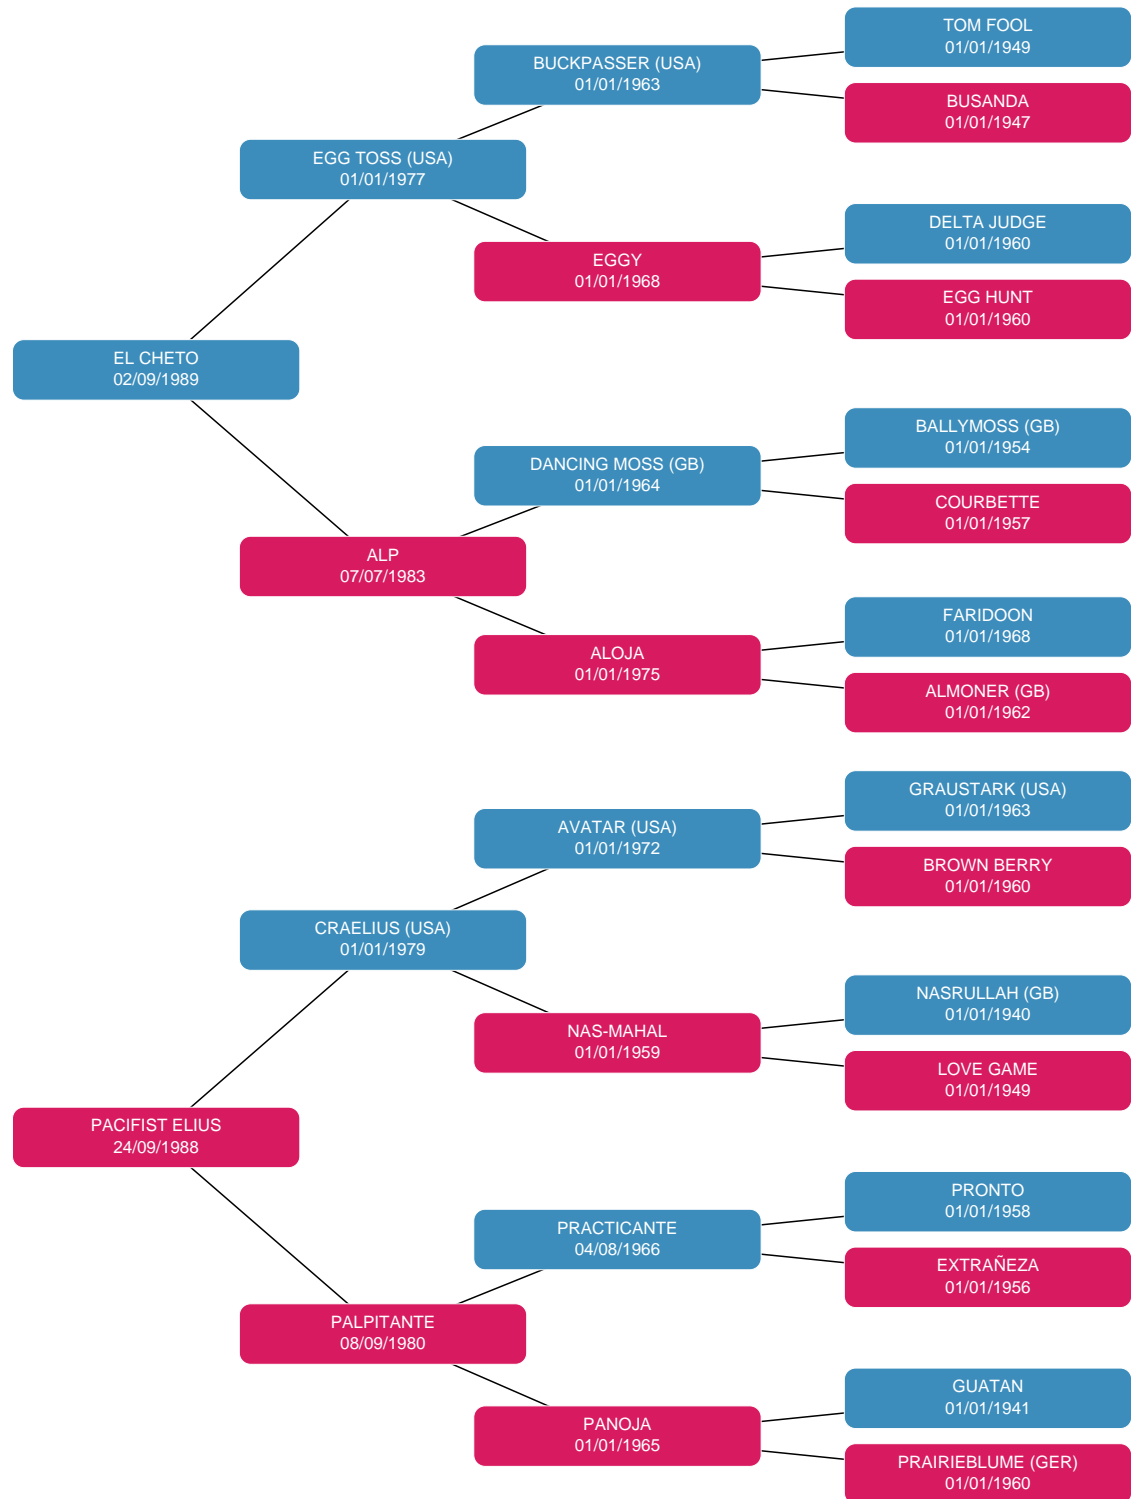 TOM FOOL
01/01/1949
BUCKPASSER (USA)
01/01/1963
BUSANDA
01/01/1947
EGG TOSS (USA)
01/01/1977
DELTA JUDGE
01/01/1960
EGGY
01/01/1968
EGG HUNT
01/01/1960
EL CHETO
02/09/1989
BALLYMOSS (GB)
01/01/1954
DANCING MOSS (GB)
01/01/1964
COURBETTE
01/01/1957
ALP
07/07/1983
FARIDOON
01/01/1968
ALOJA
01/01/1975
ALMONER (GB)
01/01/1962
GRAUSTARK (USA)
01/01/1963
AVATAR (USA)
01/01/1972
BROWN BERRY
01/01/1960
CRAELIUS (USA)
01/01/1979
NASRULLAH (GB)
01/01/1940
NAS-MAHAL
01/01/1959
LOVE GAME
01/01/1949
PACIFIST ELIUS
24/09/1988
PRONTO
01/01/1958
PRACTICANTE
04/08/1966
EXTRAÑEZA
01/01/1956
PALPITANTE
08/09/1980
GUATAN
01/01/1941
PANOJA
01/01/1965
PRAIRIEBLUME (GER)
01/01/1960